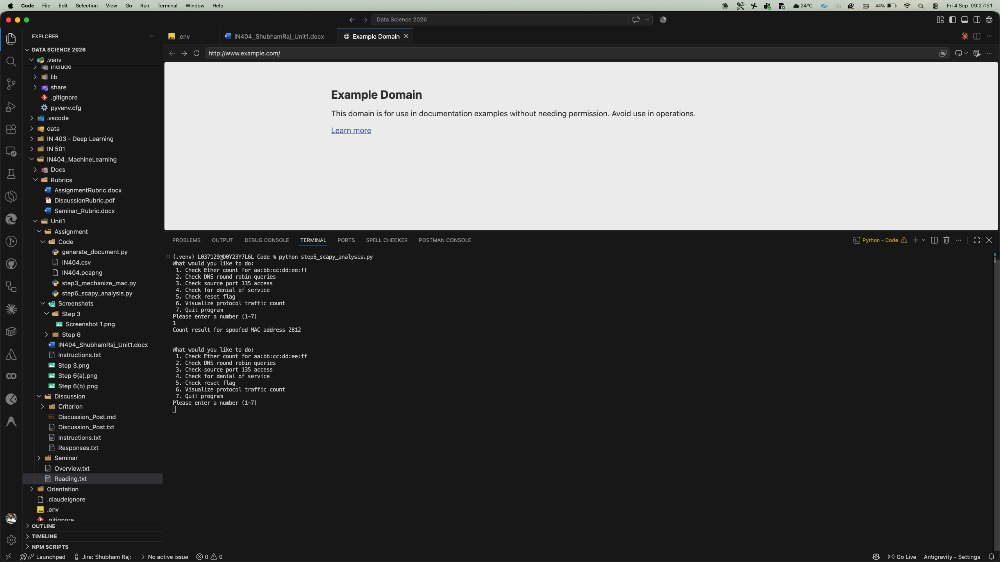 Code File Edit Selection View Go Run Terminal Window Help
24°C 44% Fri 4 Sep 09:27:51
Data Science 2026
EXPLORER
DATA SCIENCE 2026
.venv
include
lib
share
.gitignore
pyvenv.cfg
.vscode
data
IN 403 - Deep Learning
IN 501
IN404_MachineLearning
Docs
Rubrics
AssignmentRubric.docx
DiscussionRubric.pdf
Seminar_Rubric.docx
Unit1
Assignment
Code
generate_document.py
IN404.csv
IN404.pcapng
step3_mechanize_mac.py
step6_scapy_analysis.py
Screenshots
Step 3
Screenshot 1.png
Step 6
IN404_ShubhamRaj_Unit1.docx
Instructions.txt
Step 3.png
Step 6(a).png
Step 6(b).png
Discussion
Criterion
Discussion_Post.md
Discussion_Post.txt
Instructions.txt
Responses.txt
Seminar
Overview.txt
Reading.txt
Orientation
.claudeignore
.env
.gitignore
OUTLINE
TIMELINE
NPM SCRIPTS
.env IN404_ShubhamRaj_Unit1.docx Example Domain
http://www.example.com/
Example Domain
This domain is for use in documentation examples without needing permission. Avoid use in operations.
Learn more
PROBLEMS OUTPUT DEBUG CONSOLE TERMINAL PORTS SPELL CHECKER POSTMAN CONSOLE
Python - Code
(.venv) L037129@D0Y23Y7L6L Code % python step6_scapy_analysis.py
What would you like to do:
1. Check Ether count for aa:bb:cc:dd:ee:ff
2. Check DNS round robin queries
3. Check source port 135 access
4. Check for denial of service
5. Check reset flag
6. Visualize protocol traffic count
7. Quit program
Please enter a number (1-7)
1
Count result for spoofed MAC address 2812
What would you like to do:
1. Check Ether count for aa:bb:cc:dd:ee:ff
2. Check DNS round robin queries
3. Check source port 135 access
4. Check for denial of service
5. Check reset flag
6. Visualize protocol traffic count
7. Quit program
Please enter a number (1-7)
Launchpad Jira: Shubham Raj: No active issue 0 0 Go Live Antigravity - Settings